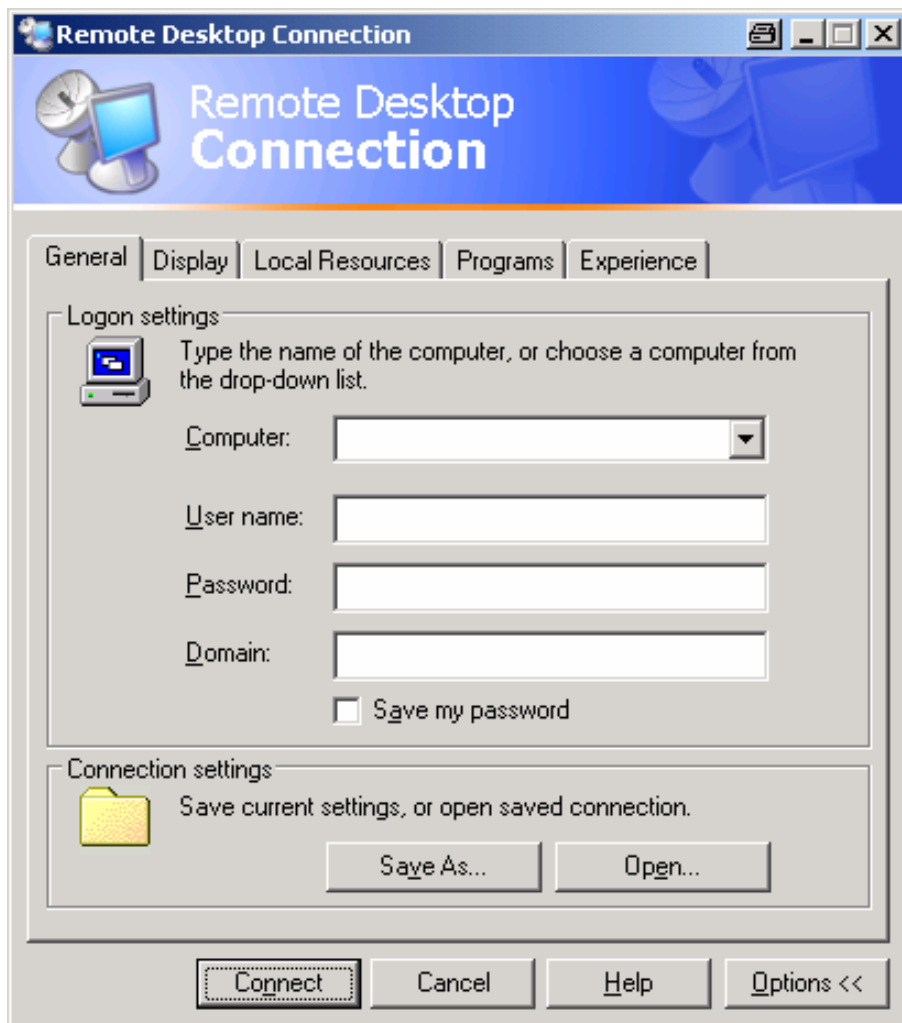 Remote Desktop Connection
Remote Desktop
Connection
General Display Local Resources Programs Experience
Logon settings
Type the name of the computer, or choose a computer from
the drop-down list.
Computer:
User name:
Password:
Domain:
Save my password
Connection settings
Save current settings, or open saved connection.
Save As... Open...
Connect Cancel Help Options <<